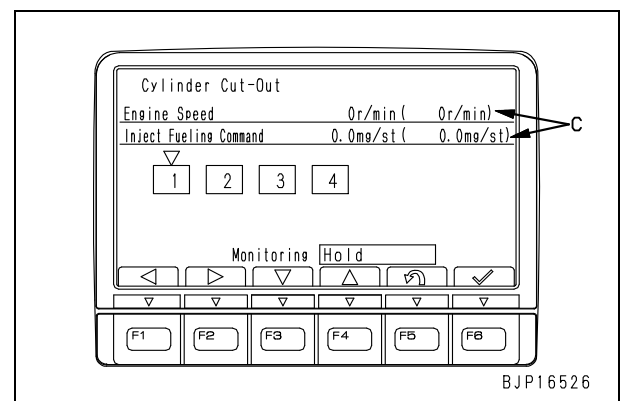 Cylinder Cut-Out
Engine Speed 0r/min ( 0r/min)
Inject Fueling Command 0.0mg/st ( 0.0mg/st)
C
1 2 3 4
Monitoring Hold
F1 F2 F3 F4 F5 F6
BJP16526